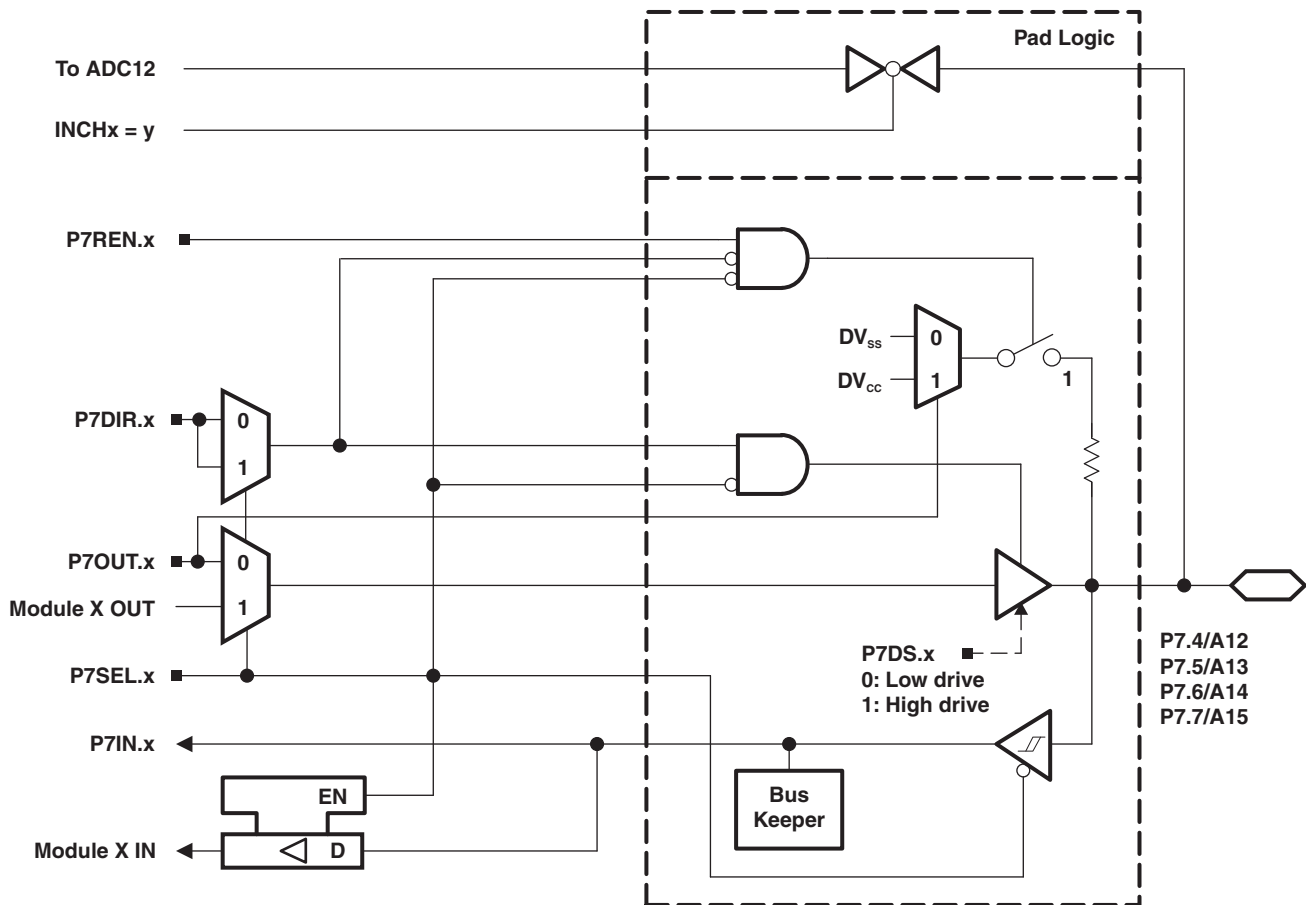 Pad Logic
To ADC12
INCHx = y
P7REN.x
DVSS
0
DVCC
1
1
P7DIR.x
0
1
P7OUT.x
0
Module X OUT
1
P7SEL.x
P7DS.x
0: Low drive
1: High drive
P7.4/A12
P7.5/A13
P7.6/A14
P7.7/A15
P7IN.x
EN
Bus
Keeper
Module X IN
D